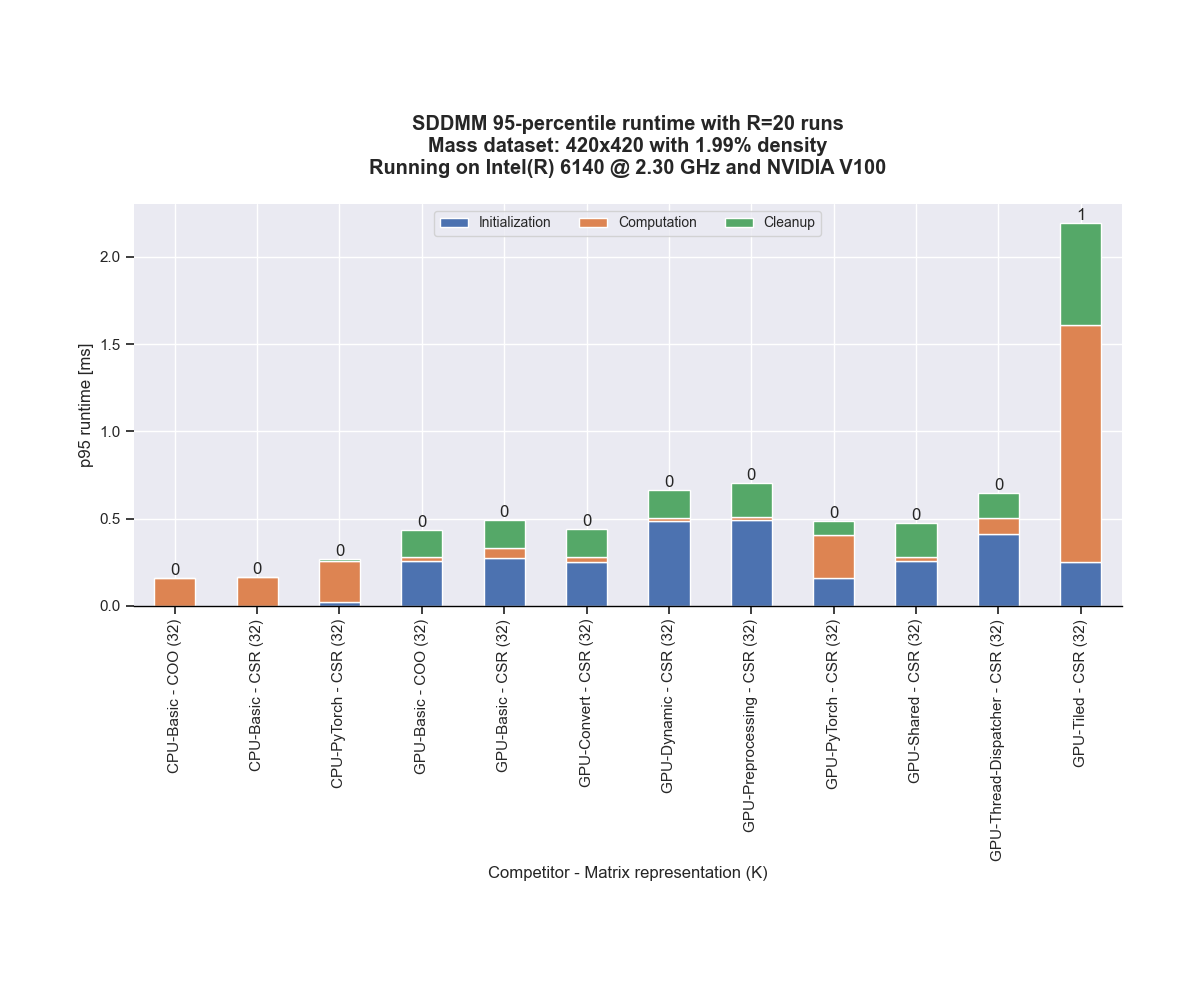 SDDMM 95-percentile runtime with R=20 runs
Mass dataset: 420x420 with 1.99% density
Running on Intel(R) 6140 @ 2.30 GHz and NVIDIA V100
Initialization Computation Cleanup
p95 runtime [ms]
2.0
1.5
1.0
0.5
0.0
0 0 0 0 0 0 0 0 0 0 0 1
CPU-Basic - COO (32)
CPU-Basic - CSR (32)
CPU-PyTorch - CSR (32)
GPU-Basic - COO (32)
GPU-Basic - CSR (32)
GPU-Convert - CSR (32)
GPU-Dynamic - CSR (32)
GPU-Preprocessing - CSR (32)
GPU-PyTorch - CSR (32)
GPU-Shared - CSR (32)
GPU-Thread-Dispatcher - CSR (32)
GPU-Tiled - CSR (32)
Competitor - Matrix representation (K)